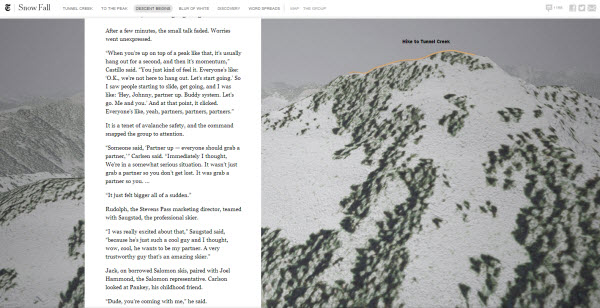 Snow Fall
TUNNEL CREEK
TO THE PEAK
DESCENT BEGINS
BLUR OF WHITE
DISCOVERY
WORD SPREADS
MAP
THE GROUP
Hike to Tunnel Creek
After a few minutes, the small talk faded. Worries
went unexpressed.
“When you’re up on top of a peak like that, it’s usually
hang out for a second, and then it’s momentum,”
Castillo said. “You just kind of feel it. Everyone’s like:
‘O.K., we’re not here to hang out. Let’s start going.’ So
I saw people starting to slide, get going, and I was
like: ‘Hey, Johnny, partner up. Buddy system. Let’s
go. Me and you.’ And at that point, it clicked.
Everyone’s like, yeah, partners, partners, partners.”
It is a tenet of avalanche safety, and the command
snapped the group to attention.
“Someone said, ‘Partner up — everyone should grab a
partner,’ ” Carlsen said. “Immediately I thought,
We’re in a somewhat serious situation. It wasn’t just
grab a partner so you don’t get lost. It was grab a
partner so you. ...
“It just felt bigger all of a sudden.”
Rudolph, the Stevens Pass marketing director, teamed
with Saugstad, the professional skier.
“I was really excited about that,” Saugstad said,
“because he’s just such a cool guy and I thought,
wow, cool, he wants to be my partner. A very
trustworthy guy that’s an amazing skier.”
Jack, on borrowed Salomon skis, paired with Joel
Hammond, the Salomon representative. Carlson
looked at Pankey, his childhood friend.
“Dude, you’re coming with me,” he said.